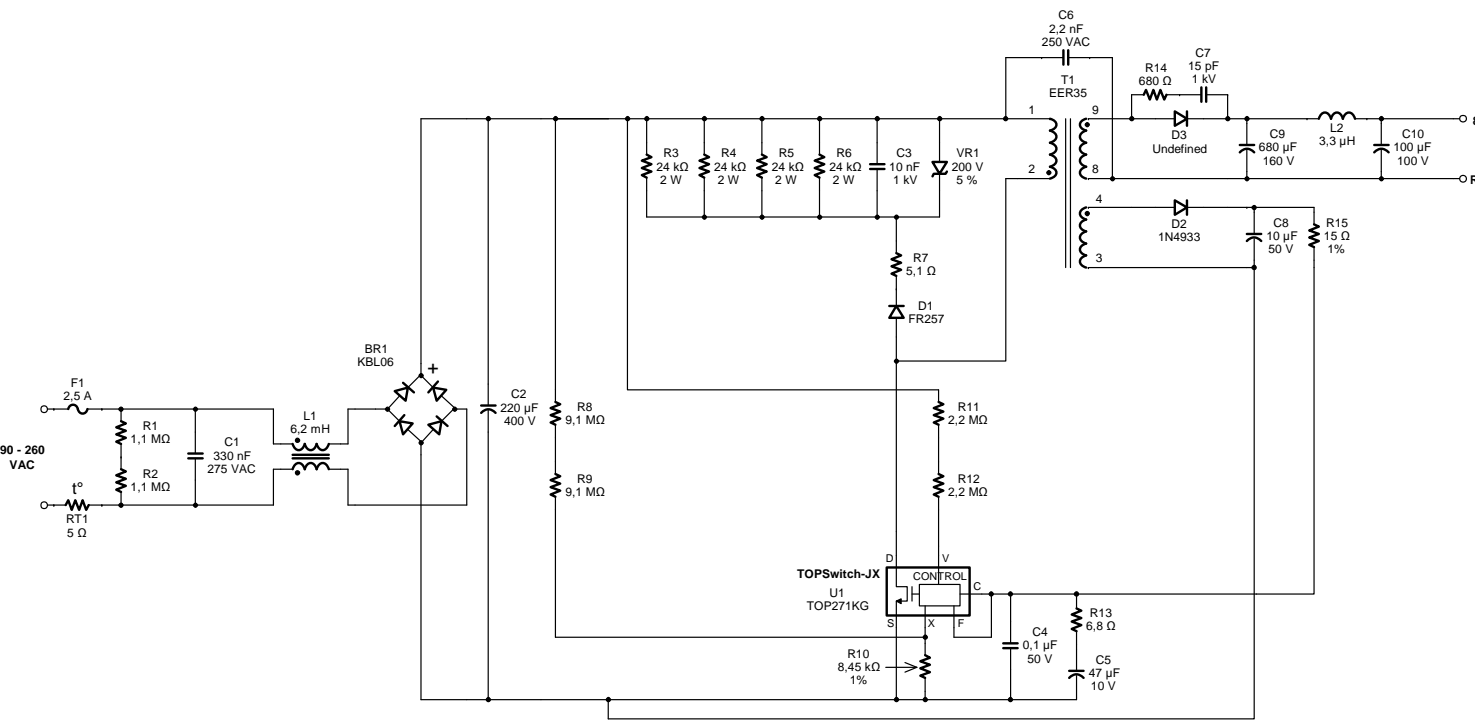 C6
2,2 nF
250 VAC
T1
EER35
R14
680 Ω
C7
15 pF
1 kV
1
2
9
8
4
3
D3
Undefined
C9
680 µF
160 V
L2
3,3 µH
C10
100 µF
100 V
R3
24 kΩ
2 W
R4
24 kΩ
2 W
R5
24 kΩ
2 W
R6
24 kΩ
2 W
C3
10 nF
1 kV
VR1
200 V
5 %
D2
1N4933
C8
10 µF
50 V
R15
15 Ω
1%
R7
5,1 Ω
D1
FR257
BR1
KBL06
+
F1
2,5 A
R1
1,1 MΩ
R2
1,1 MΩ
90 - 260
VAC
C1
330 nF
275 VAC
L1
6,2 mH
t°
RT1
5 Ω
C2
220 µF
400 V
R8
9,1 MΩ
R9
9,1 MΩ
R11
2,2 MΩ
R12
2,2 MΩ
TOPSwitch-JX
U1
TOP271KG
D
V
CONTROL
C
S
X
F
R10
8,45 kΩ
1%
C4
0,1 µF
50 V
R13
6,8 Ω
C5
47 µF
10 V